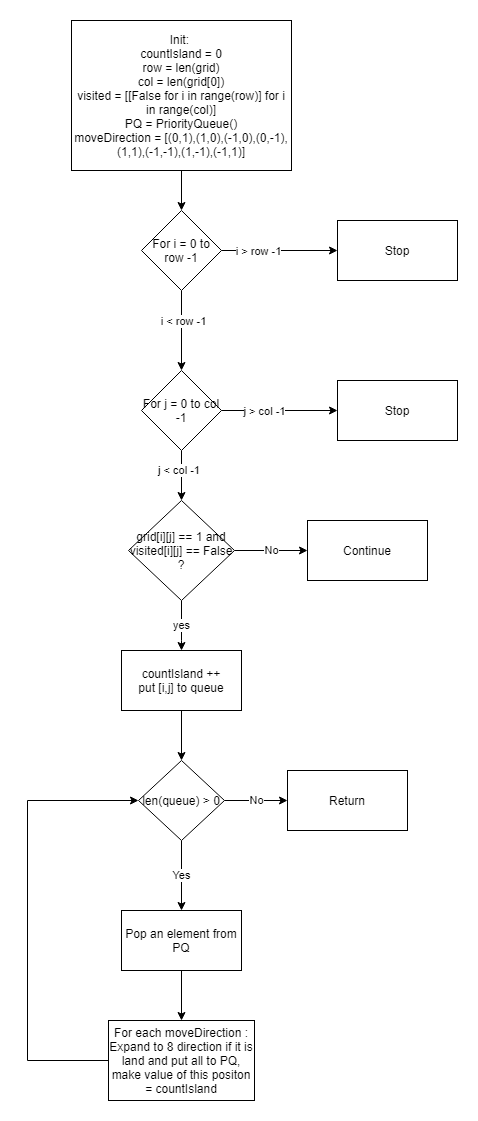 Init:
countIsland = 0
row = len(grid)
col = len(grid[0])
visited = [[False for i in range(row)] for i
in range(col)]
PQ = PriorityQueue()
moveDirection = [(0,1),(1,0),(-1,0),(0,-1),
(1,1),(-1,-1),(1,-1),(-1,1)]
For i = 0 to
row -1
i > row -1
Stop
i < row -1
For j = 0 to col
-1
j > col -1
Stop
j < col -1
grid[i][j] == 1 and
visited[i][j] == False
?
No
Continue
yes
countIsland ++
put [i,j] to queue
len(queue) > 0
No
Return
Yes
Pop an element from
PQ
For each moveDirection :
Expand to 8 direction if it is
land and put all to PQ,
make value of this positon
= countIsland